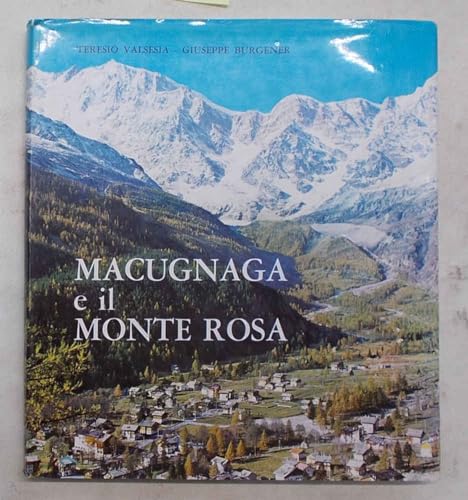 TERESIO VALSESIA - GIUSEPPE BURGENER
MACUGNAGA
e il
MONTE ROSA